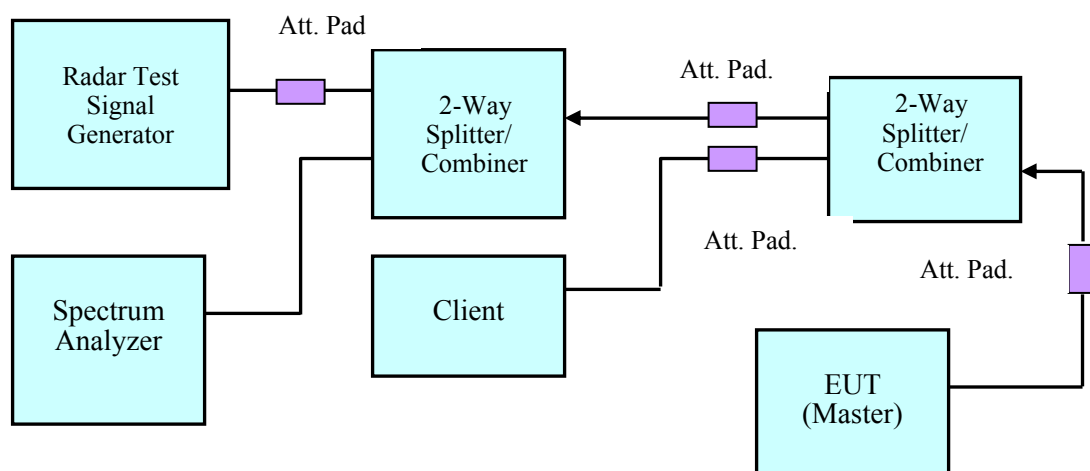 Att. Pad
Radar Test
Signal
Generator
2-Way
Splitter/
Combiner
Att. Pad.
2-Way
Splitter/
Combiner
Att. Pad.
Att. Pad.
Spectrum
Analyzer
Client
EUT
(Master)